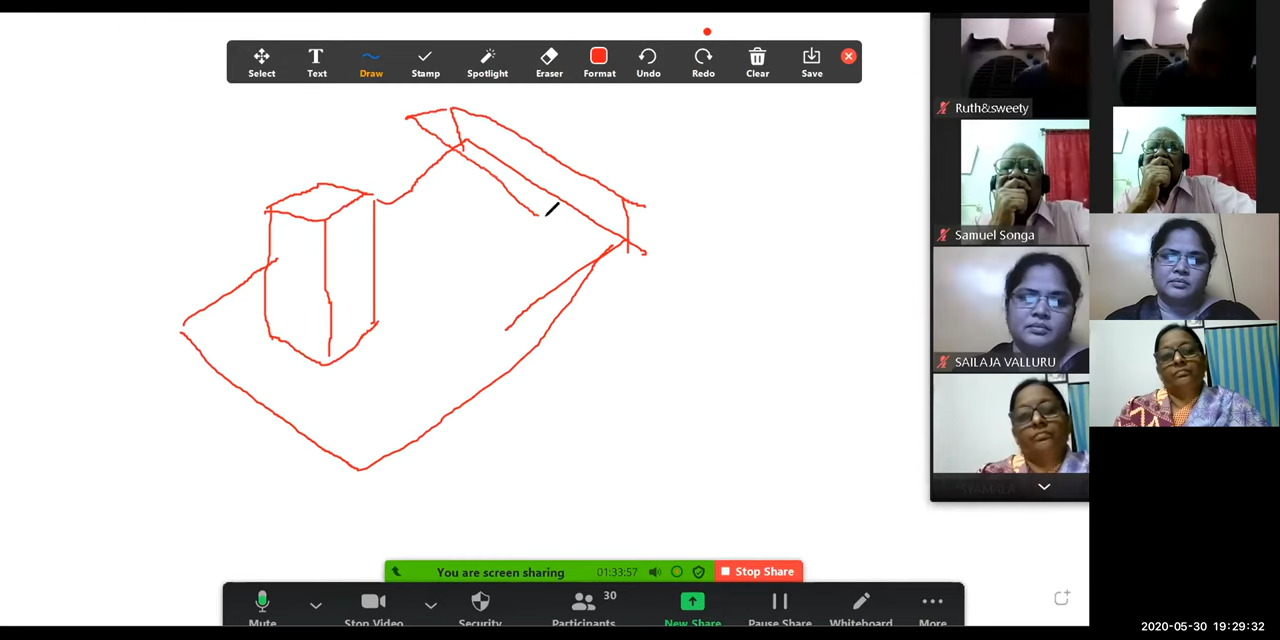 Select Text Draw Stamp Spotlight Eraser Format Undo Redo Clear Save
Ruth&sweety
Samuel Songa
SAILAJA VALLURU
You are screen sharing 01:33:57 Stop Share
30
Mute Stop Video Security Participants New Share Pause Share Whiteboard More
2020-05-30 19:29:32